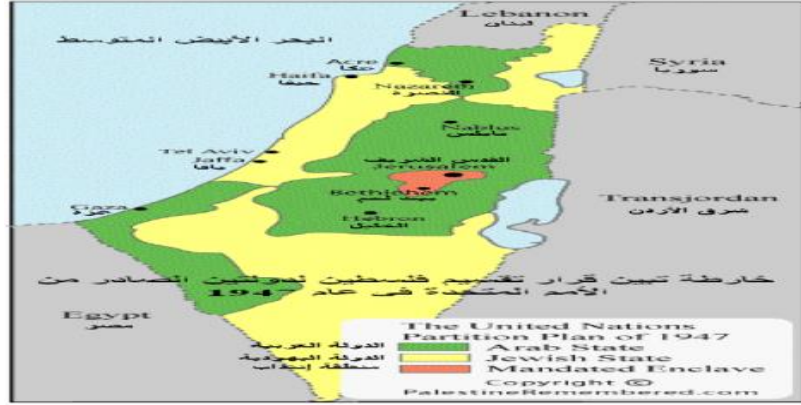 Lebanon
لبنان
البحر الأبيض المتوسط
Syria
سوريا
Acre
عكا
Haifa
حيفا
Nazareth
الناصرة
Nablus
نابلس
Tel Aviv
Jaffa
يافا
القدس الشريف
Jerusalem
Bethlehem
بيت لحم
Transjordan
شرق الأردن
Gaza
غزة
Hebron
الخليل
خارطة تبين قرار تقسيم فلسطين لدولتين الصادر من
الأمم المتحدة في عام 1947
Egypt
مصر
The United Nations
Partition Plan of 1947
الدولة العربية Arab State
الدولة اليهودية Jewish State
منطقة إنتداب Mandated Enclave
Copyright ©
PalestineRemembered.com